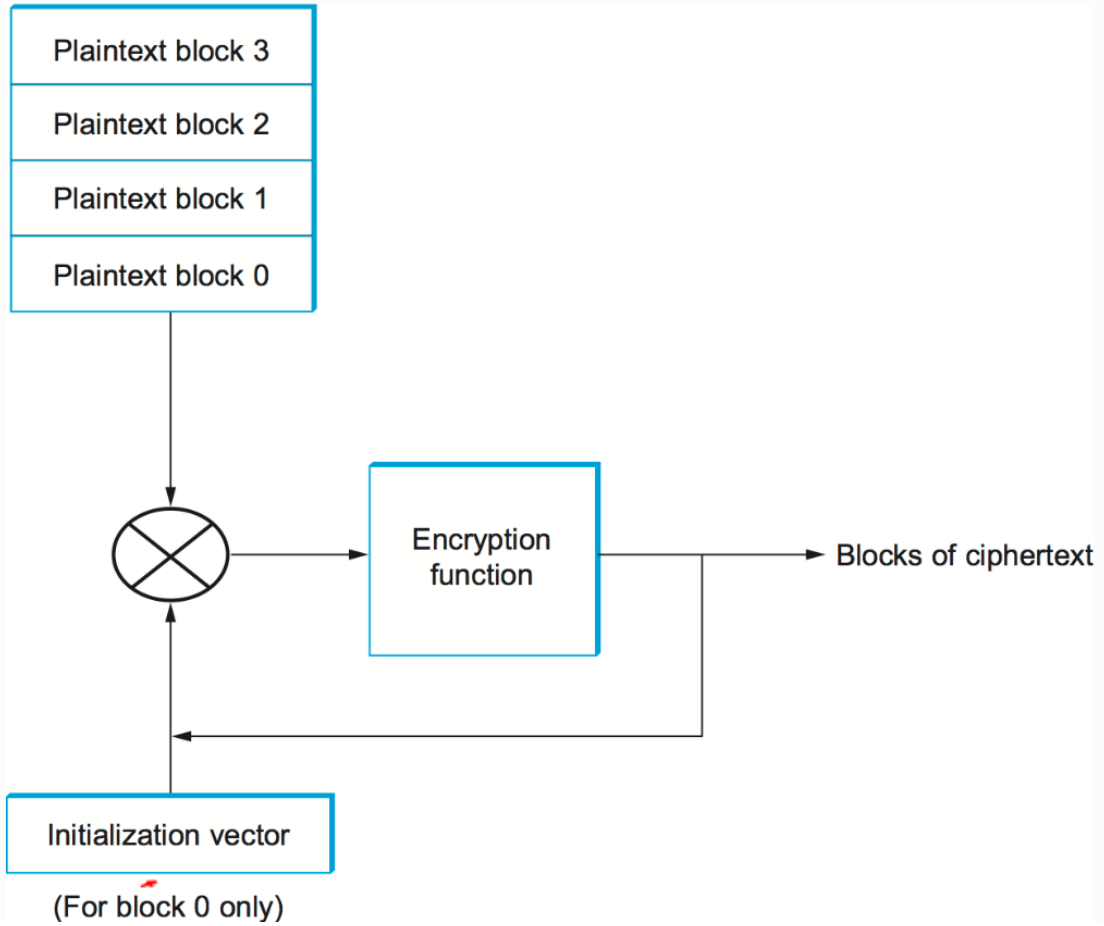 Plaintext block 3
Plaintext block 2
Plaintext block 1
Plaintext block 0
Encryption
function
Blocks of ciphertext
Initialization vector
(For block 0 only)